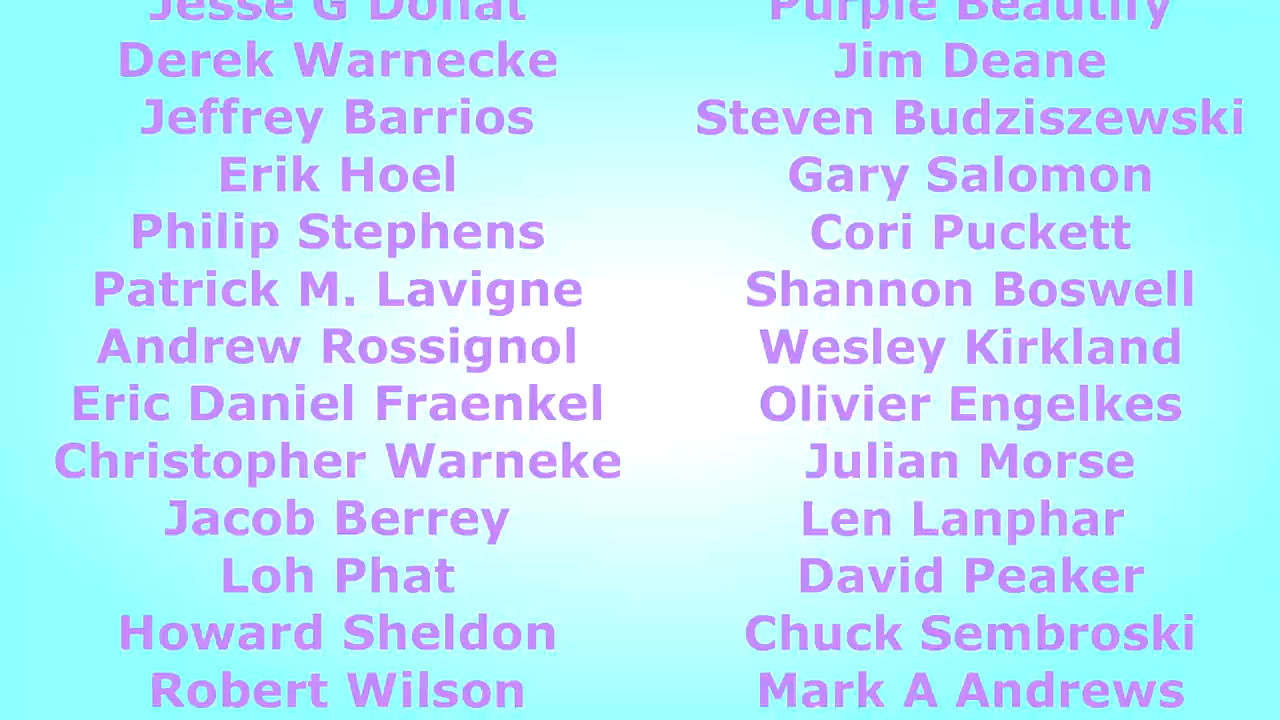 Jesse G Donat
Derek Warnecke
Jeffrey Barrios
Erik Hoel
Philip Stephens
Patrick M. Lavigne
Andrew Rossignol
Eric Daniel Fraenkel
Christopher Warneke
Jacob Berrey
Loh Phat
Howard Sheldon
Robert Wilson
Purple Beautify
Jim Deane
Steven Budziszewski
Gary Salomon
Cori Puckett
Shannon Boswell
Wesley Kirkland
Olivier Engelkes
Julian Morse
Len Lanphar
David Peaker
Chuck Sembroski
Mark A Andrews